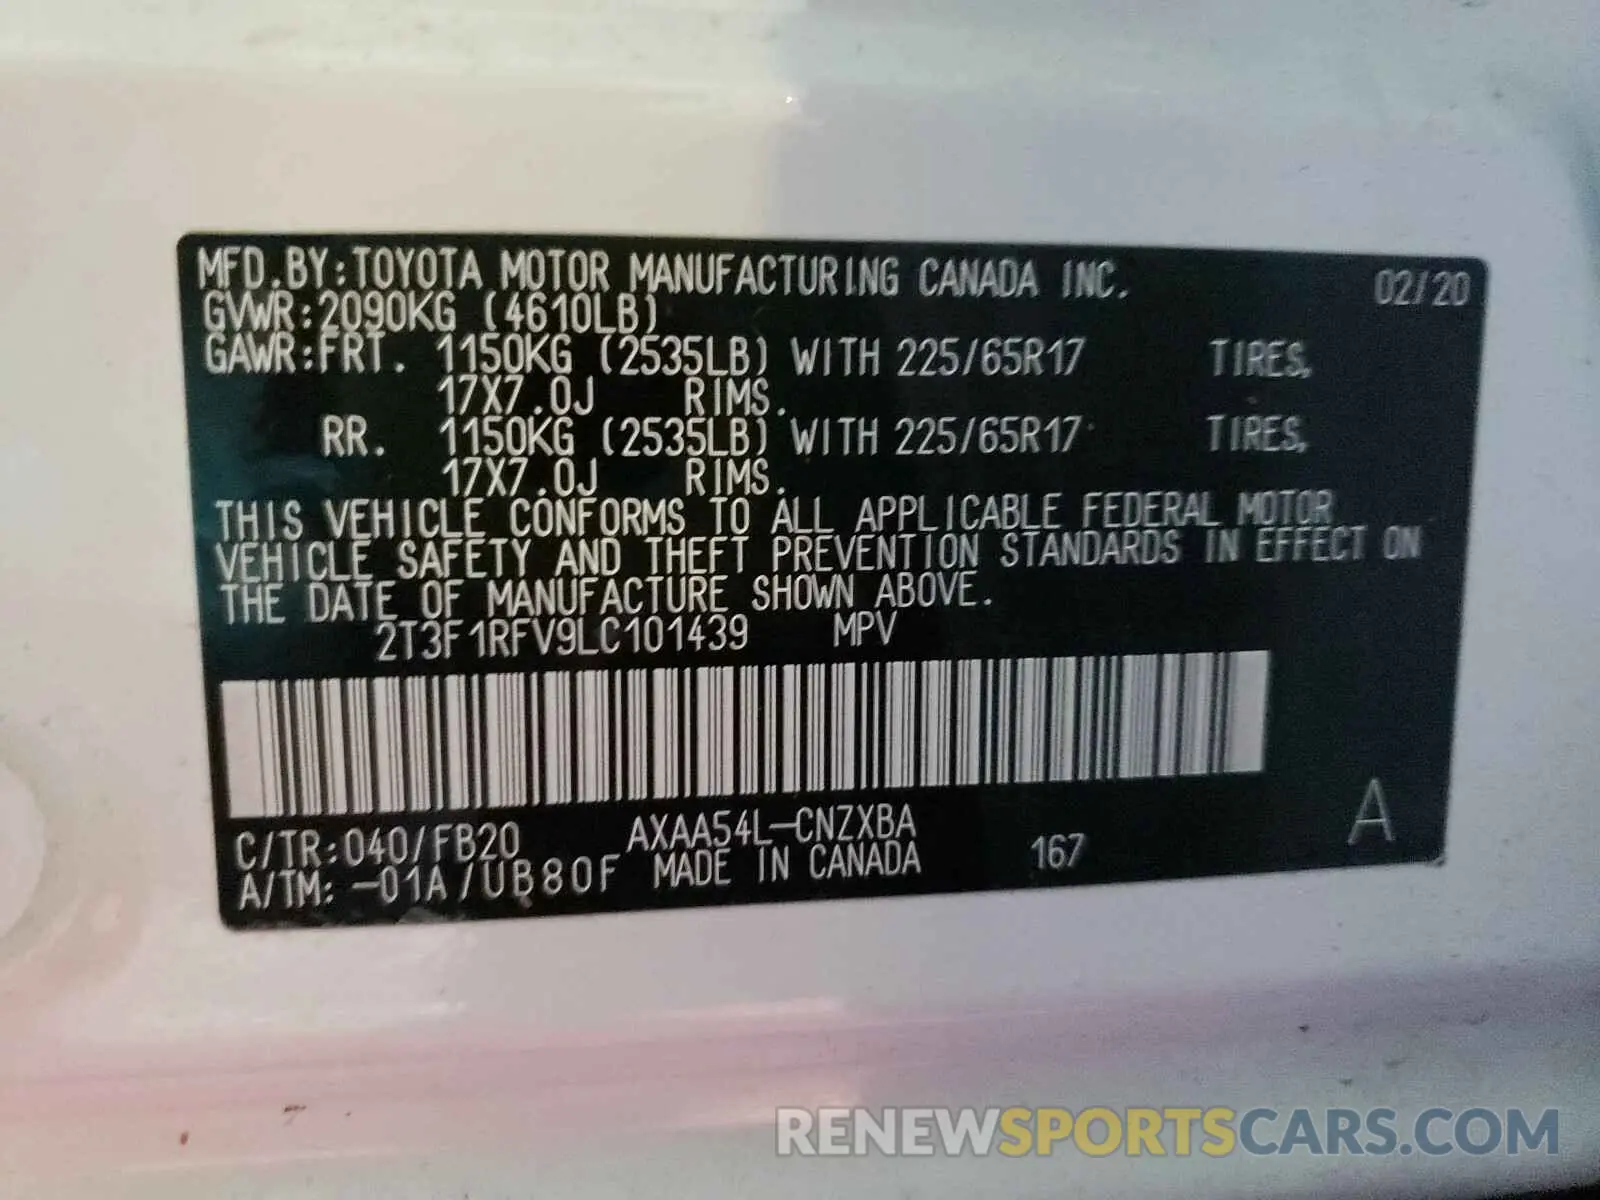 MFD.BY:TOYOTA MOTOR MANUFACTURING CANADA INC. 02/20
GVWR:2090KG (4610LB)
GAWR:FRT. 1150KG (2535LB) WITH 225/65R17 TIRES,
17X7.0J RIMS.
RR. 1150KG (2535LB) WITH 225/65R17 TIRES,
17X7.0J RIMS.
THIS VEHICLE CONFORMS TO ALL APPLICABLE FEDERAL MOTOR
VEHICLE SAFETY AND THEFT PREVENTION STANDARDS IN EFFECT ON
THE DATE OF MANUFACTURE SHOWN ABOVE.
2T3F1RFV9LC101439 MPV
A
C/TR:040/FB20 AXAA54L-CNZXBA
A/TM:-01A/UB80F MADE IN CANADA 167
RENEWSPORTSCARS.COM